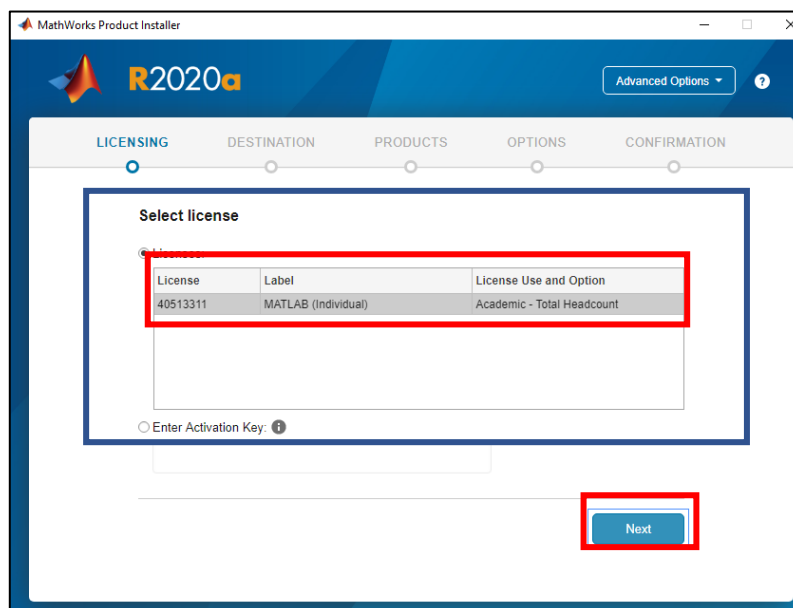 MathWorks Product Installer
R2020a
Advanced Options
?
LICENSING DESTINATION PRODUCTS OPTIONS CONFIRMATION
Select license
Licenses:
License Label License Use and Option
40513311 MATLAB (Individual) Academic - Total Headcount
Enter Activation Key: i
Next